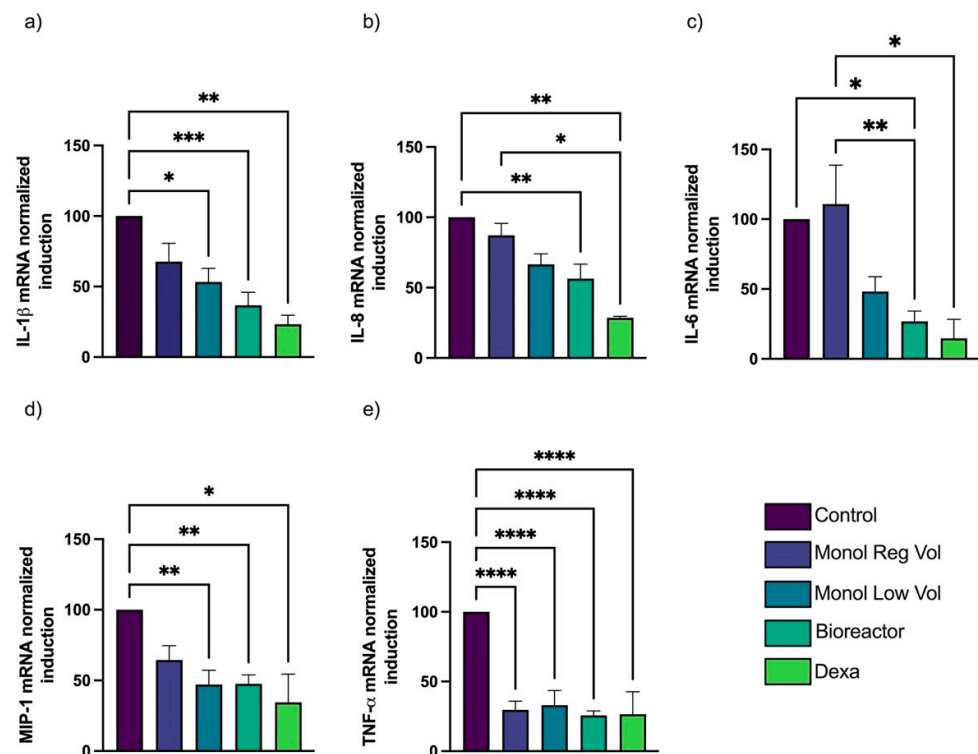 a)
IL-1β mRNA normalized
induction
150
100
50
0
**
***
*
b)
IL-8 mRNA normalized
induction
150
100
50
0
**
*
**
c)
IL-6 mRNA normalized
induction
150
100
50
0
*
*
**
d)
MIP-1 mRNA normalized
induction
150
100
50
0
*
**
**
e)
TNF-α mRNA normalized
induction
150
100
50
0
****
****
****
****
Control
Monol Reg Vol
Monol Low Vol
Bioreactor
Dexa